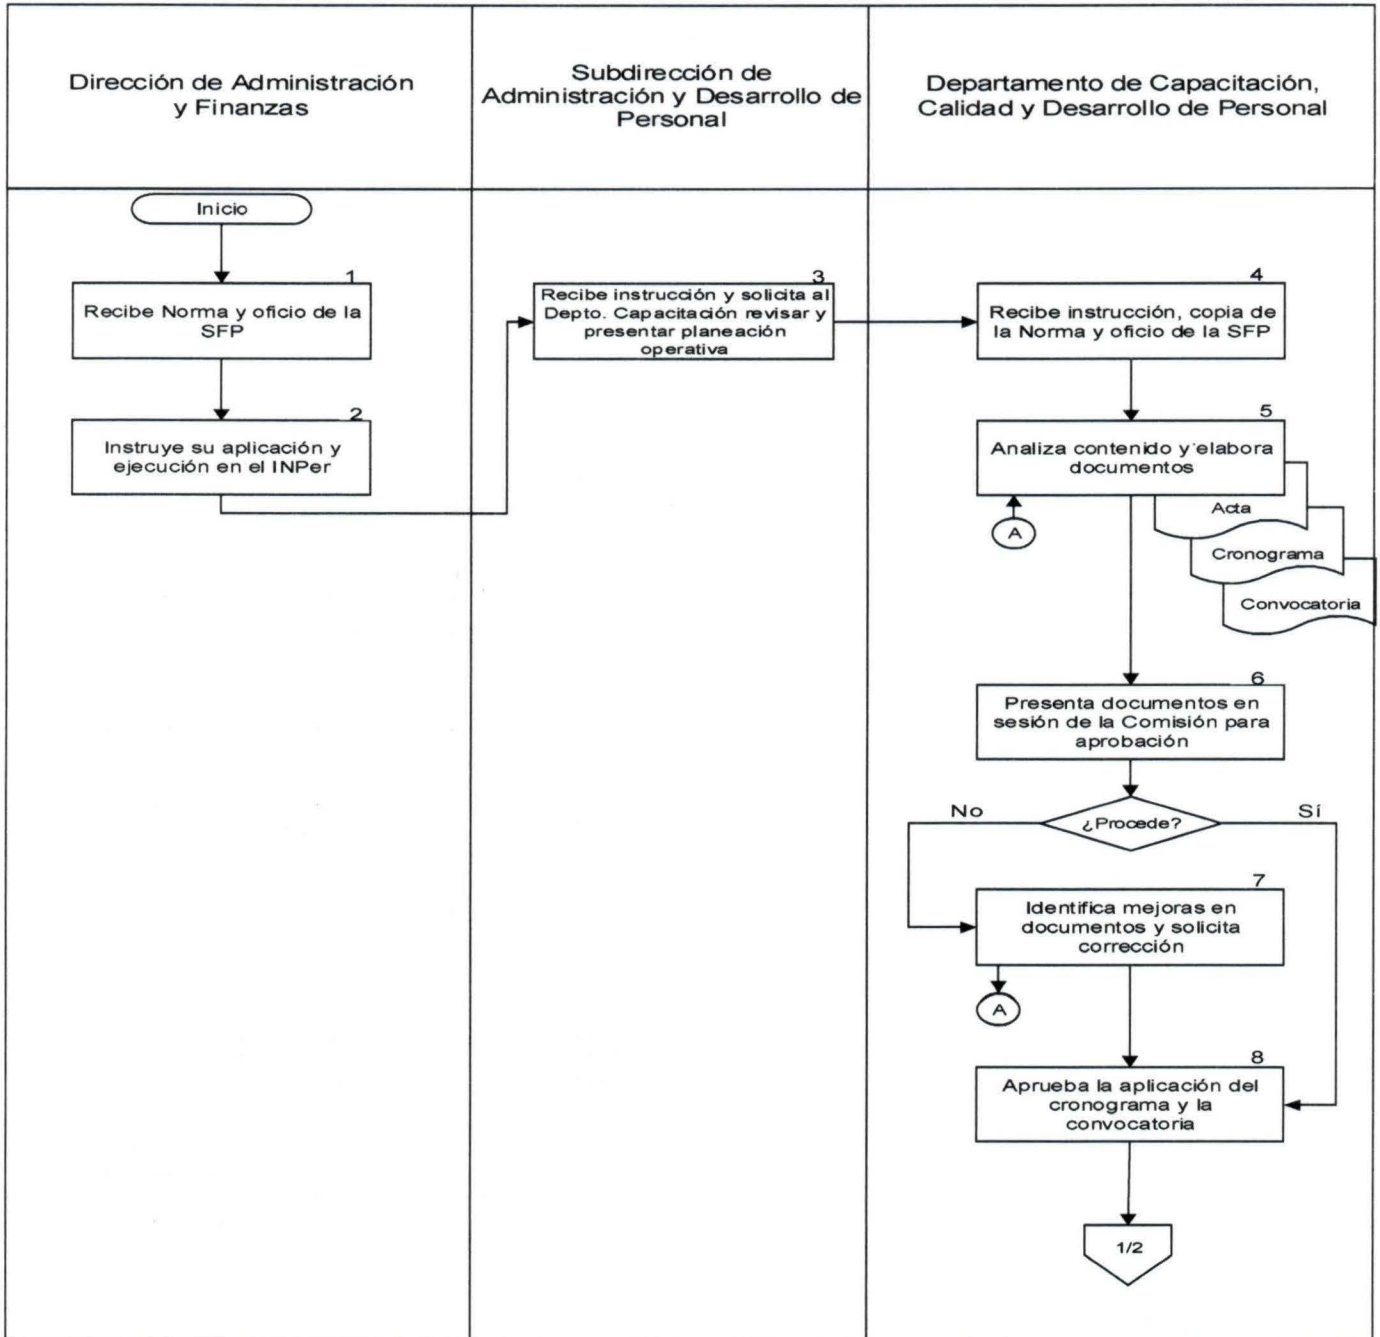 Dirección de Administración
y Finanzas
Subdirección de
Administración y Desarrollo de
Personal
Departamento de Capacitación,
Calidad y Desarrollo de Personal
Inicio
1
Recibe Norma y oficio de la
SFP
2
Instruye su aplicación y
ejecución en el INPer
3
Recibe instrucción y solicita al
Depto. Capacitación revisar y
presentar planeación
operativa
4
Recibe instrucción, copia de
la Norma y oficio de la SFP
5
Analiza contenido y elabora
documentos
Acta
A
Cronograma
Convocatoria
6
Presenta documentos en
sesión de la Comisión para
aprobación
No
¿Procede?
Sí
7
Identifica mejoras en
documentos y solicita
corrección
A
8
Aprueba la aplicación del
cronograma y la
convocatoria
1/2